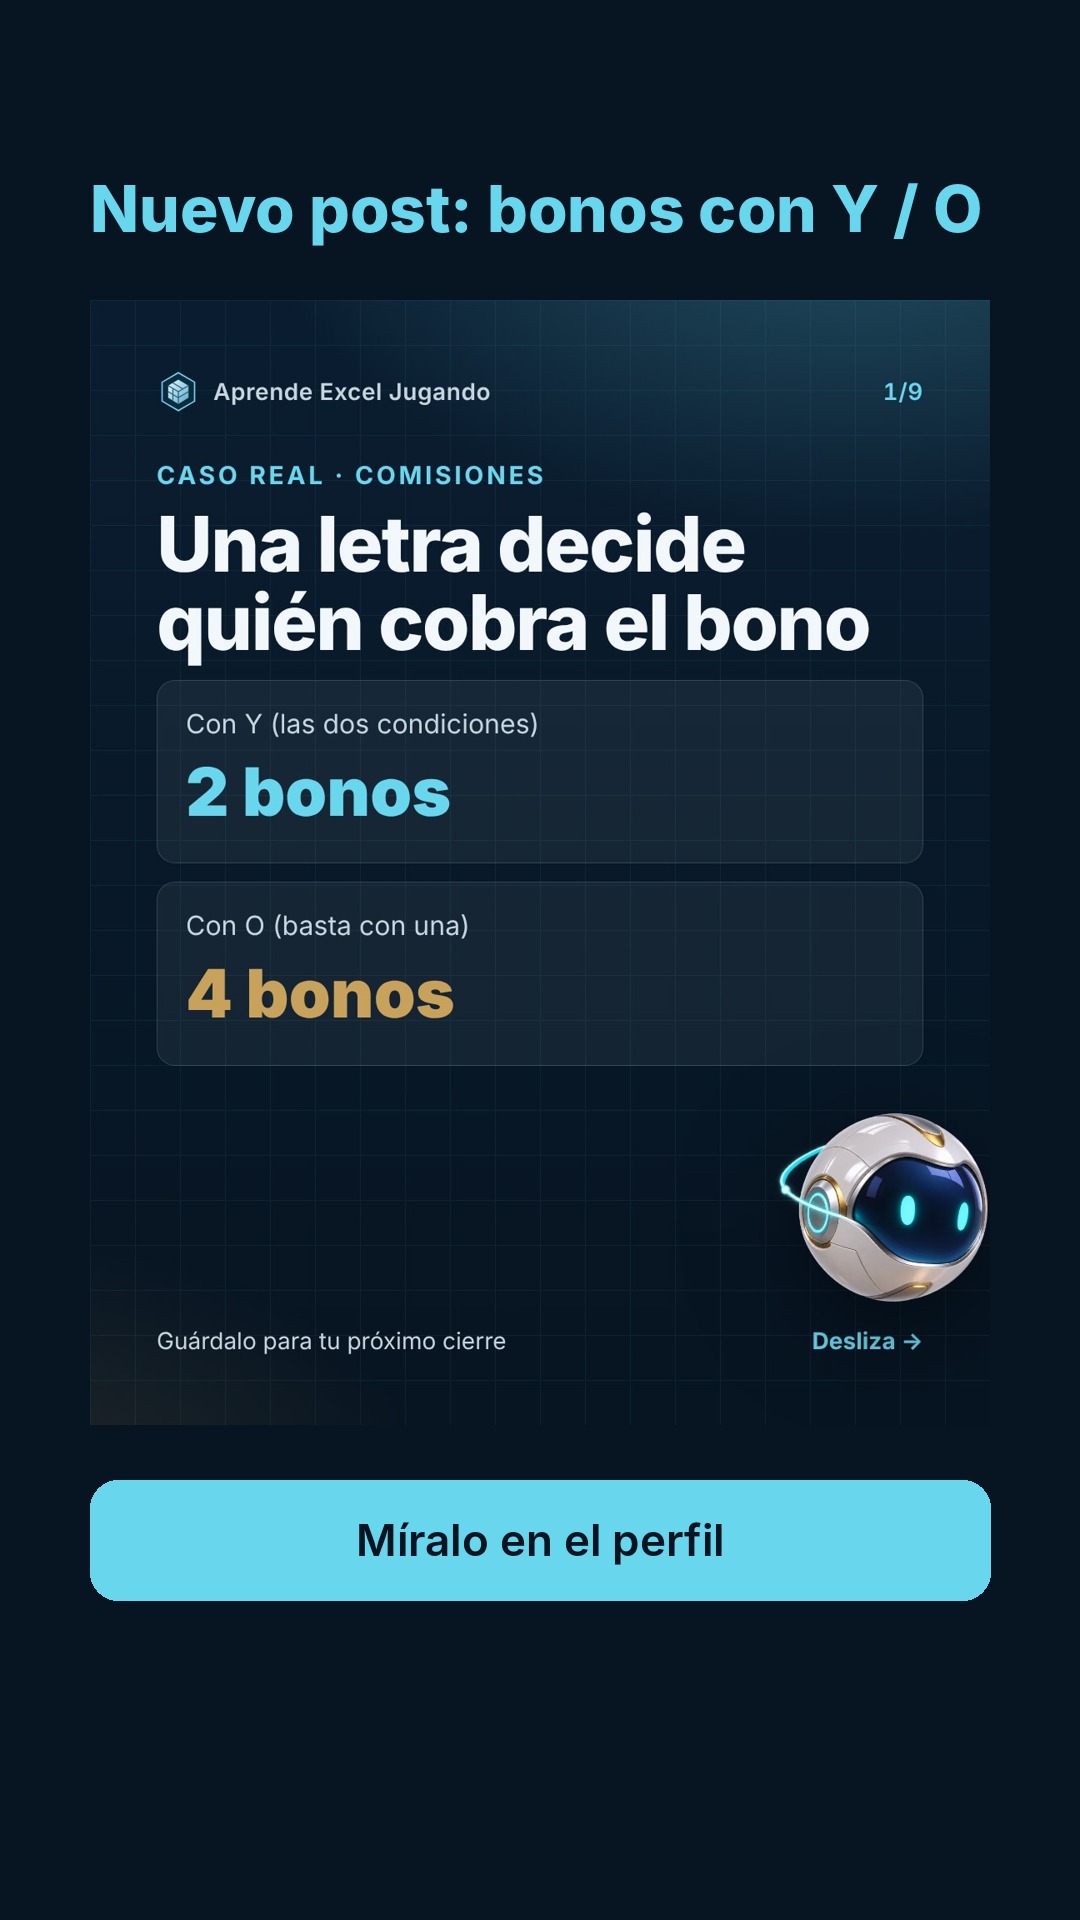 Nuevo post: bonos con Y / O
Aprende Excel Jugando
1/9
CASO REAL · COMISIONES
Una letra decide
quién cobra el bono
Con Y (las dos condiciones)
2 bonos
Con O (basta con una)
4 bonos
Guárdalo para tu próximo cierre
Desliza →
Míralo en el perfil